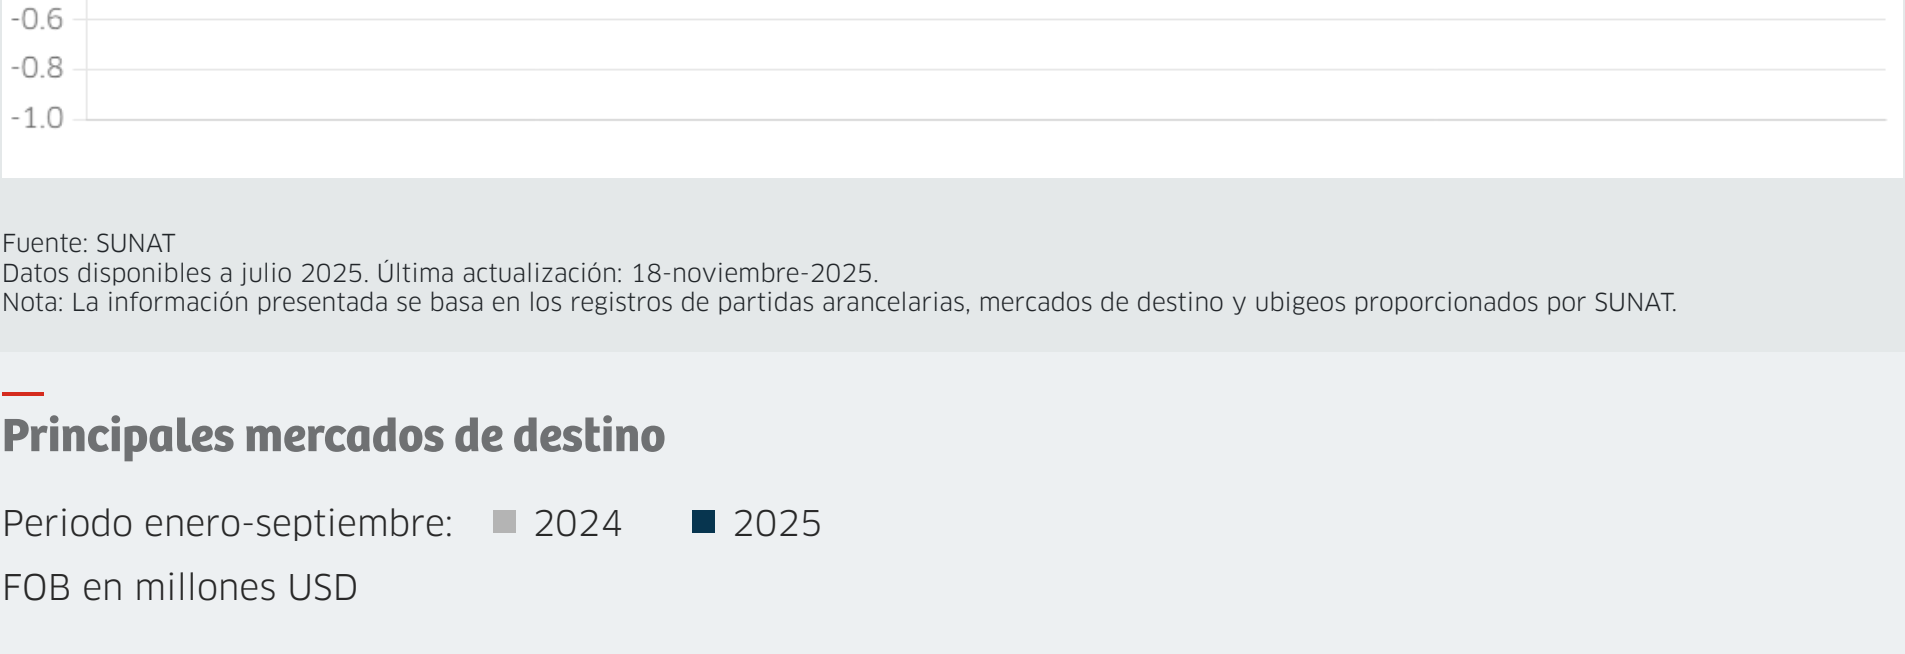 -0.6
-0.8
-1.0
Fuente: SUNAT
Datos disponibles a julio 2025. Última actualización: 18-noviembre-2025.
Nota: La información presentada se basa en los registros de partidas arancelarias, mercados de destino y ubigeos proporcionados por SUNAT.
Principales mercados de destino
Periodo enero-septiembre: 2024 2025
FOB en millones USD